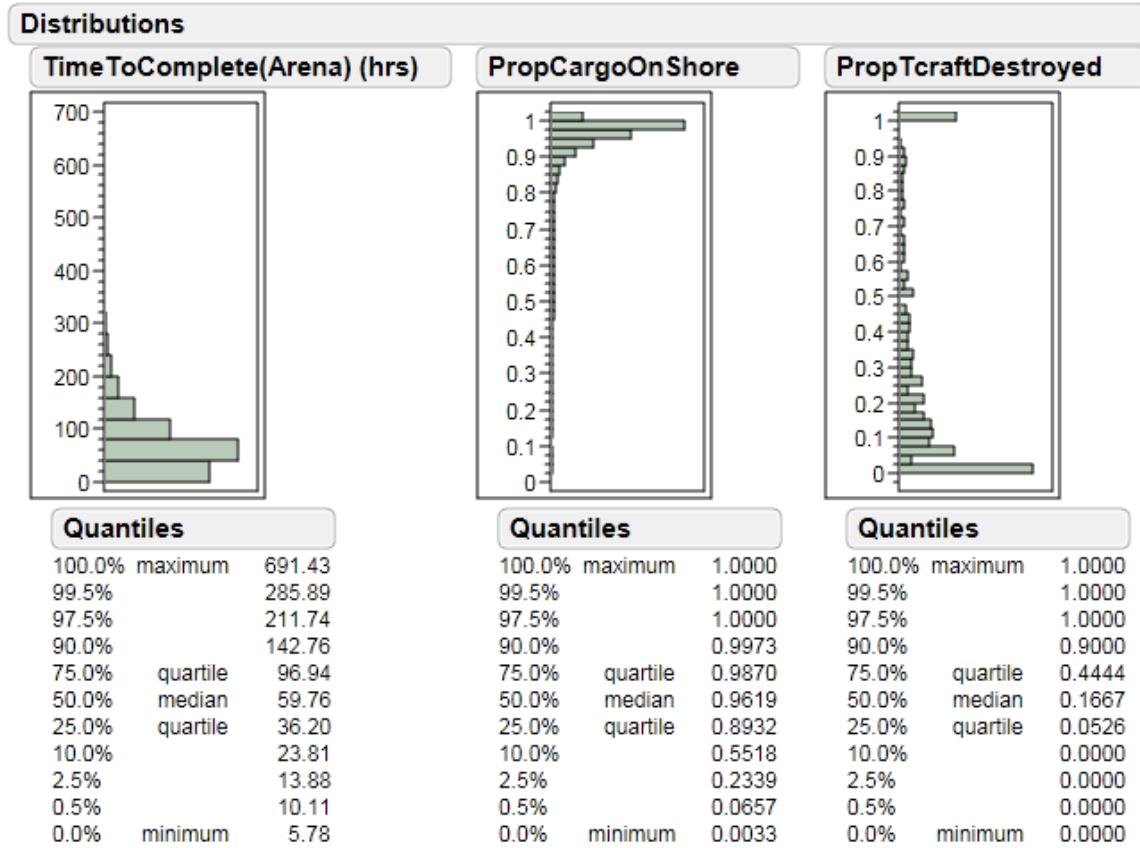 Distributions
TimeToComplete(Arena) (hrs)
700
600
500
400
300
200
100
0
Quantiles
100.0% maximum 691.43
99.5% 285.89
97.5% 211.74
90.0% 142.76
75.0% quartile 96.94
50.0% median 59.76
25.0% quartile 36.20
10.0% 23.81
2.5% 13.88
0.5% 10.11
0.0% minimum 5.78
PropCargoOnShore
1
0.9
0.8
0.7
0.6
0.5
0.4
0.3
0.2
0.1
0
Quantiles
100.0% maximum 1.0000
99.5% 1.0000
97.5% 1.0000
90.0% 0.9973
75.0% quartile 0.9870
50.0% median 0.9619
25.0% quartile 0.8932
10.0% 0.5518
2.5% 0.2339
0.5% 0.0657
0.0% minimum 0.0033
PropTcraftDestroyed
1
0.9
0.8
0.7
0.6
0.5
0.4
0.3
0.2
0.1
0
Quantiles
100.0% maximum 1.0000
99.5% 1.0000
97.5% 1.0000
90.0% 0.9000
75.0% quartile 0.4444
50.0% median 0.1667
25.0% quartile 0.0526
10.0% 0.0000
2.5% 0.0000
0.5% 0.0000
0.0% minimum 0.0000